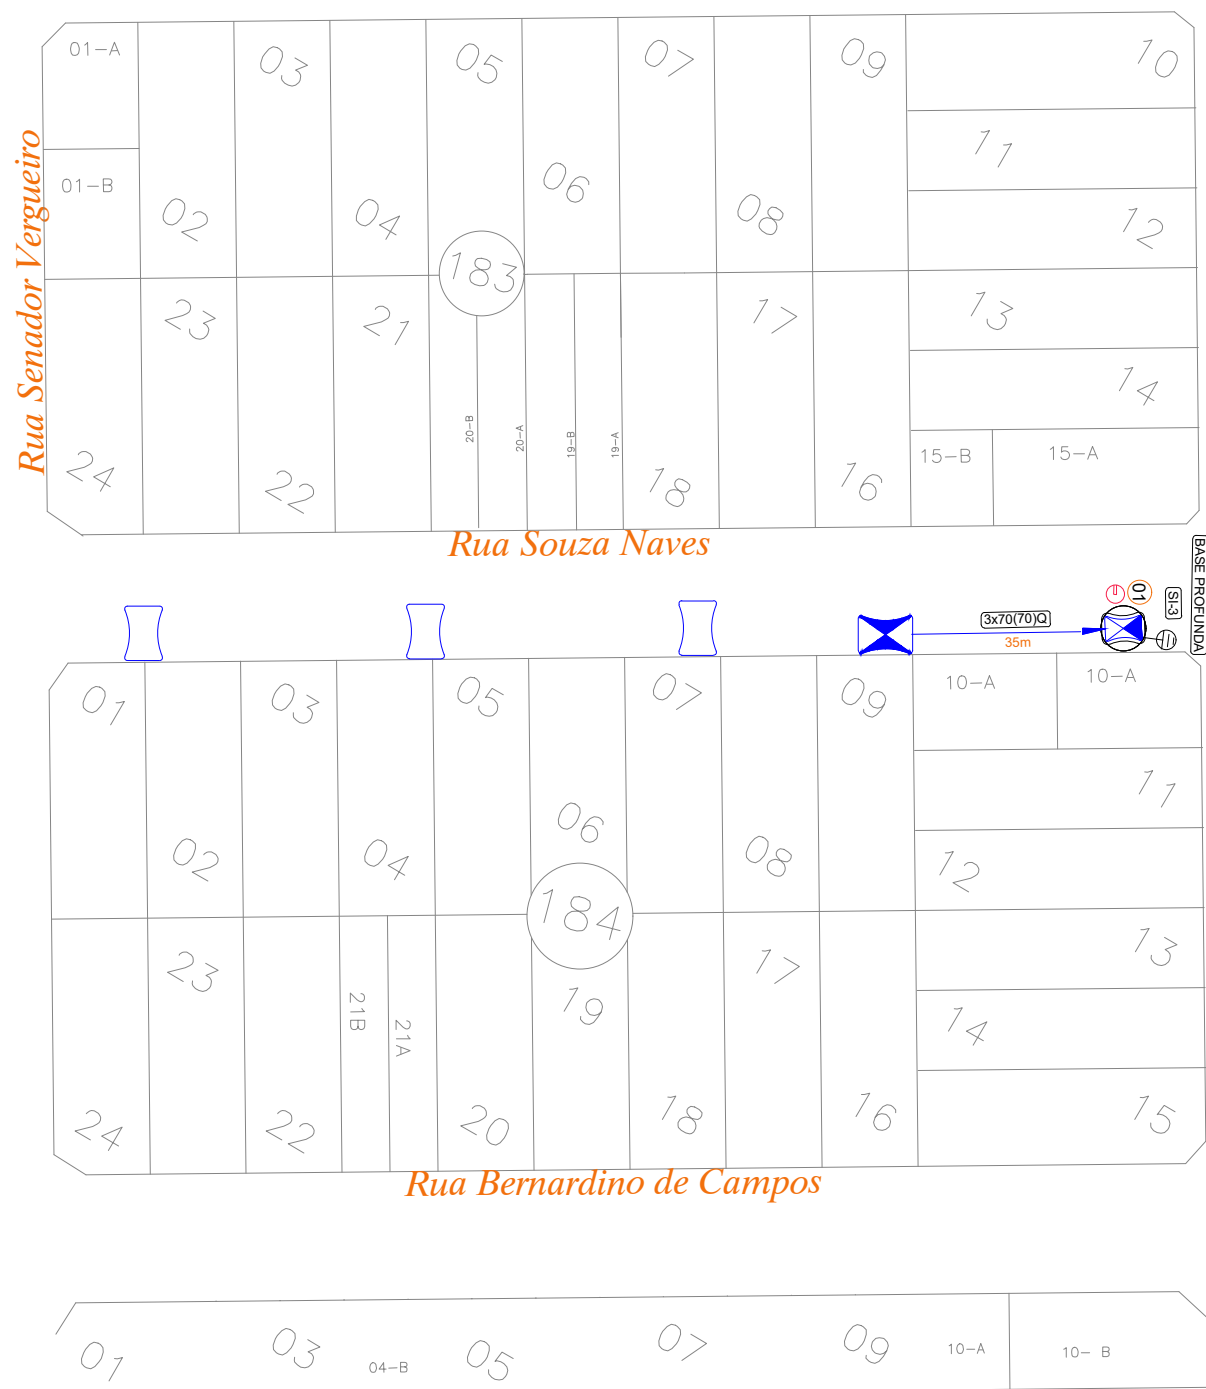 01-A
03
05
07
09
10
11
01-B
06
02
04
08
12
Rua Senador Vergueiro
183
23
21
17
13
14
20-B
20-A
19-B
19-A
15-B
15-A
24
22
18
16
Rua Souza Naves
BASE PROFUNDA
SI-3
01
3x70(70)Q
35m
10-A
10-A
01
03
05
07
09
11
06
02
04
08
12
184
13
23
17
19
21B
21A
14
24
22
20
18
16
15
Rua Bernardino de Campos
01
03
04-B
05
07
09
10-A
10- B